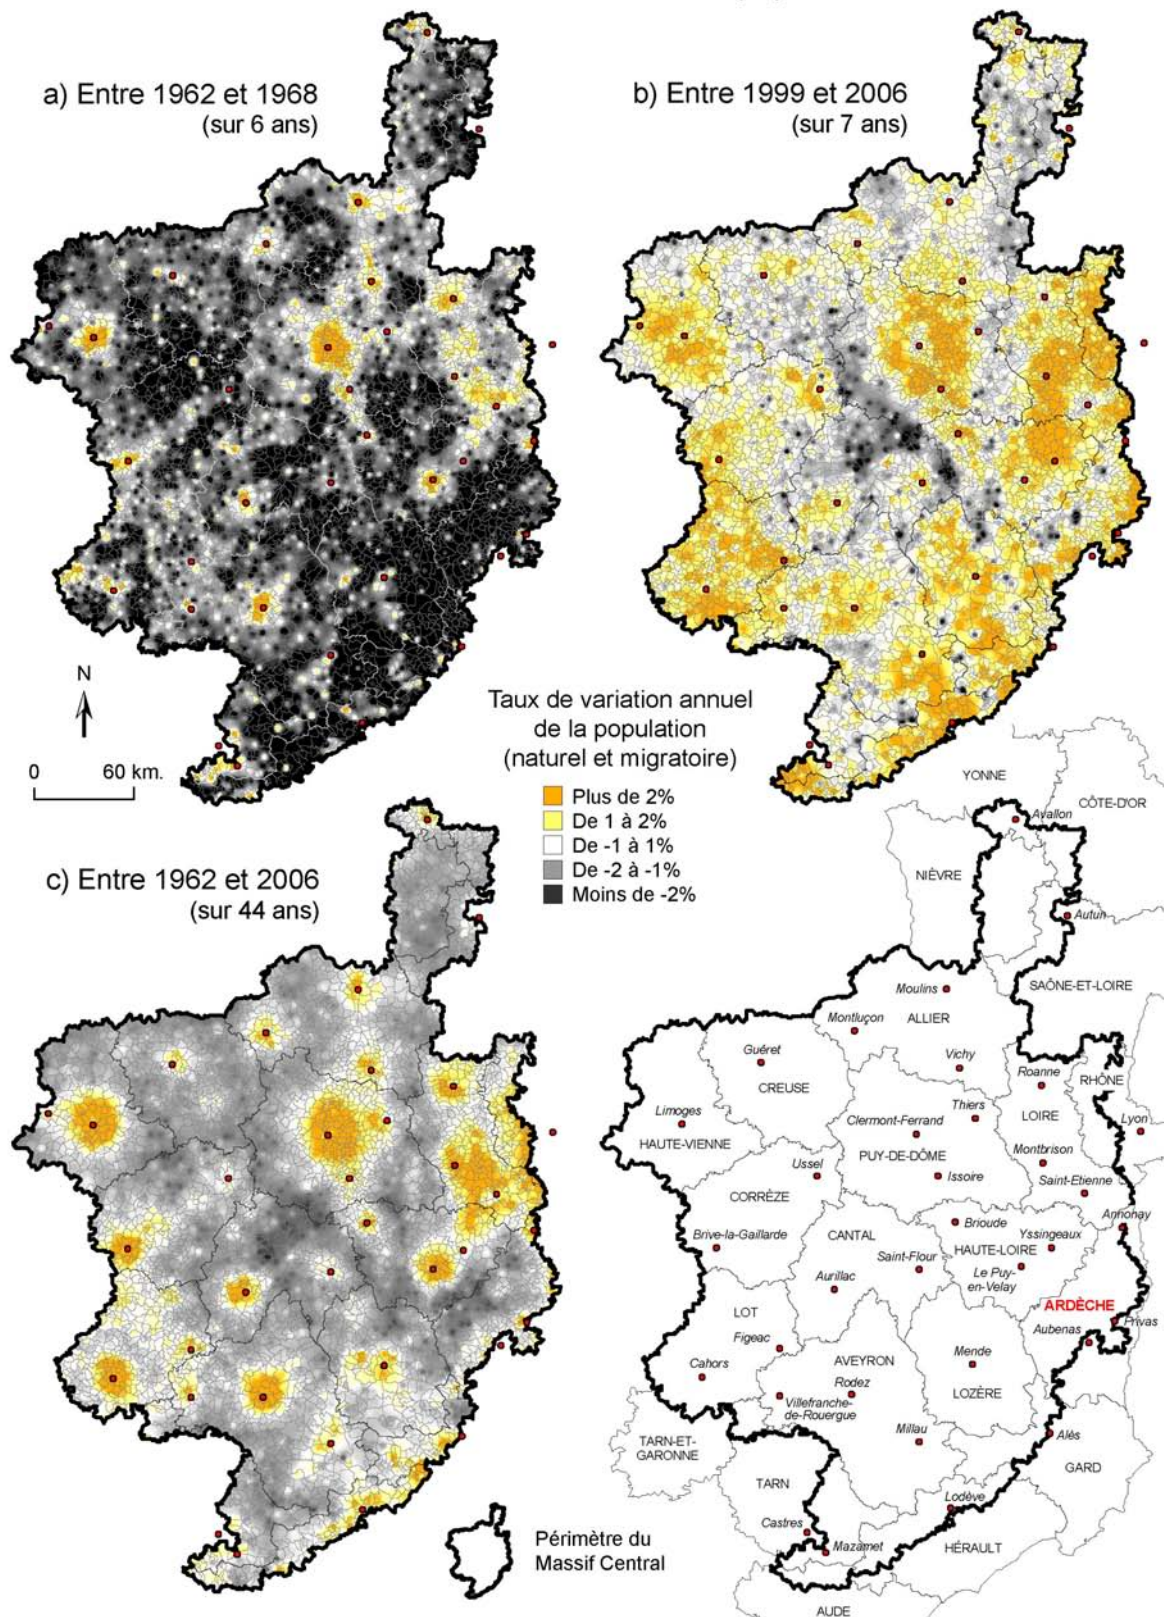 a) Entre 1962 et 1968
(sur 6 ans)
b) Entre 1999 et 2006
(sur 7 ans)
N
0 60 km.
Taux de variation annuel
de la population
(naturel et migratoire)
Plus de 2%
De 1 à 2%
De -1 à 1%
De -2 à -1%
Moins de -2%
c) Entre 1962 et 2006
(sur 44 ans)
Périmètre du
Massif Central
YONNE
CÔTE-D'OR
Avallon
NIÈVRE
Autun
SAÔNE-ET-LOIRE
Moulins
ALLIER
Montluçon
Guéret
Vichy
CREUSE
Roanne
RHÔNE
Limoges
Thiers
LOIRE
Clermont-Ferrand
Lyon
HAUTE-VIENNE
PUY-DE-DÔME
Montbrison
Ussel
Issoire
Saint-Etienne
CORRÈZE
Annonay
Brioude
Brive-la-Gaillarde
CANTAL
Yssingeaux
HAUTE-LOIRE
Saint-Flour
Le Puy-
en-Velay
Aurillac
ARDÈCHE
LOT
Privas
Aubenas
Figeac
Cahors
AVEYRON
Mende
Rodez
LOZÈRE
Villefranche-
de-Rouergue
TARN-ET-
GARONNE
Millau
Alès
GARD
TARN
Lodève
Castres
Mazamet
HÉRAULT
AUDE